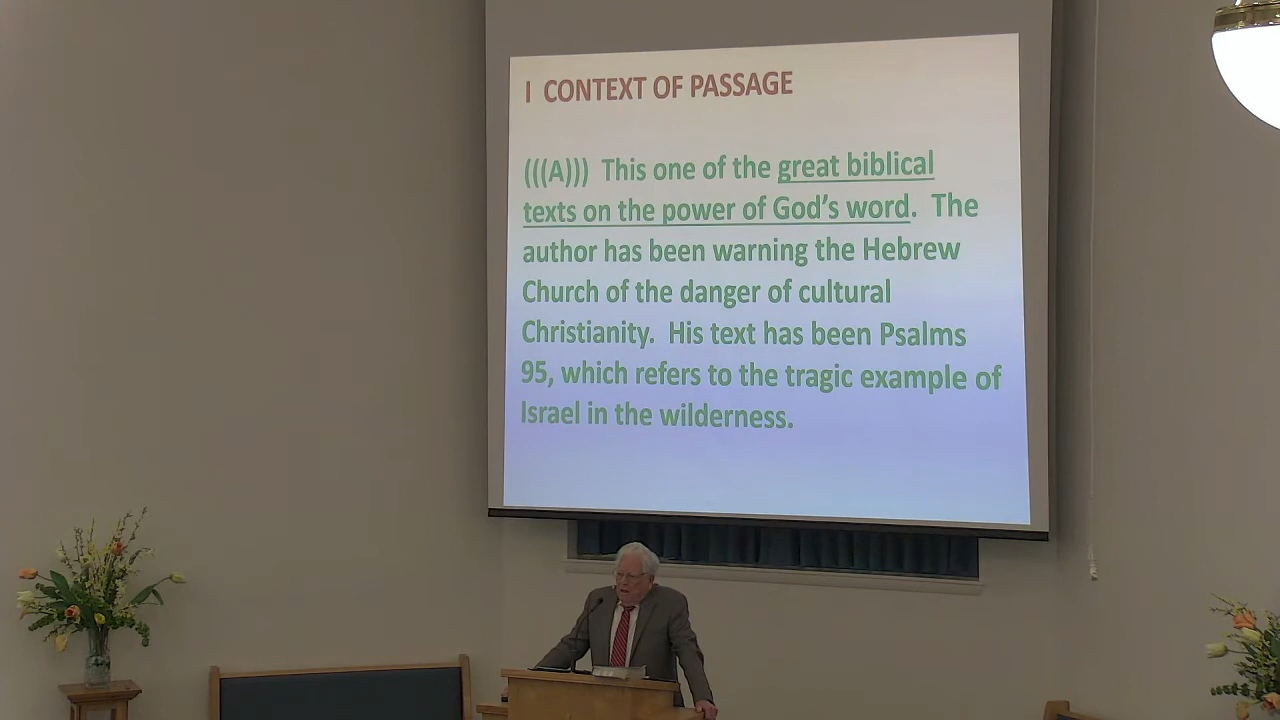 I CONTEXT OF PASSAGE
(((A))) This one of the great biblical
texts on the power of God's word. The
author has been warning the Hebrew
Church of the danger of cultural
Christianity. His text has been Psalms
95, which refers to the tragic example of
Israel in the wilderness.